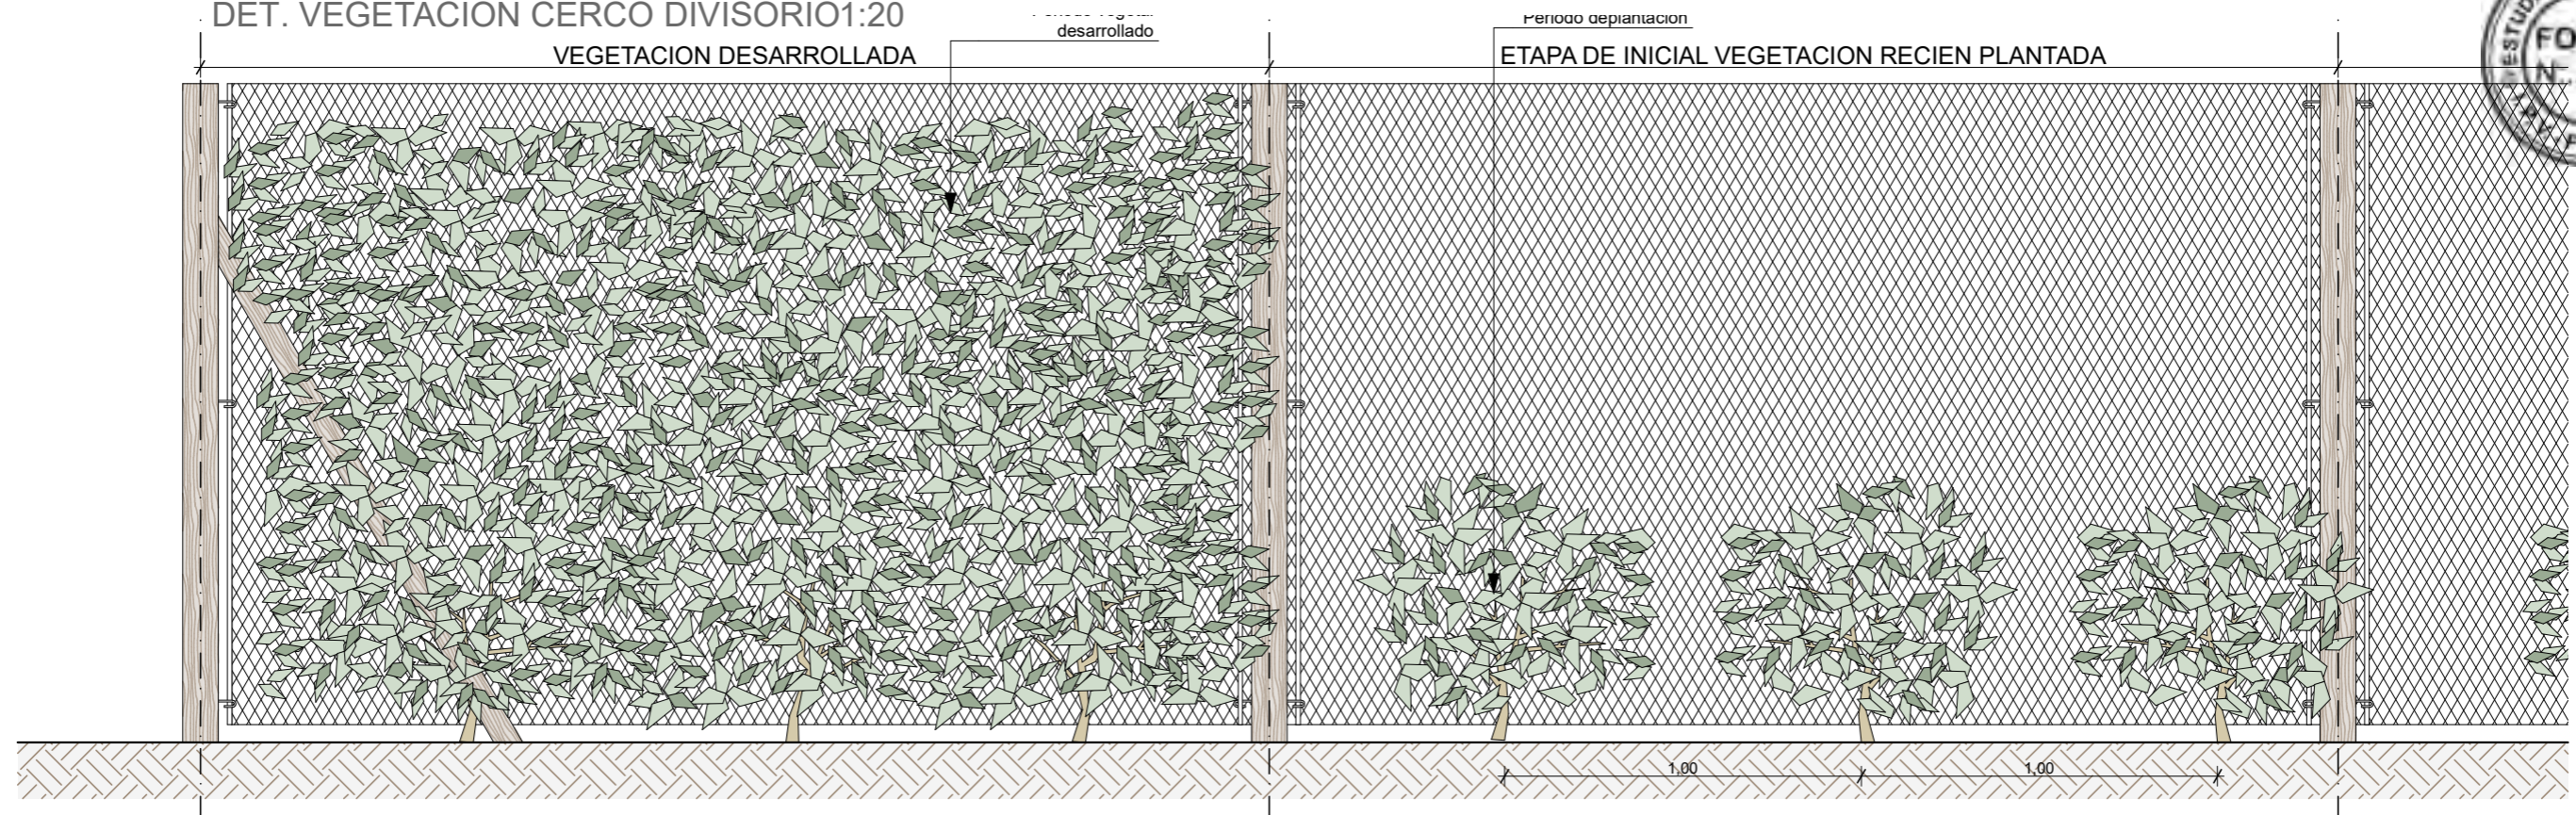 DET. VEGETACION CERCO DIVISORIO1:20
desarrollado
Periodo deplantación
VEGETACION DESARROLLADA
ETAPA DE INICIAL VEGETACION RECIEN PLANTADA
1,00
1,00